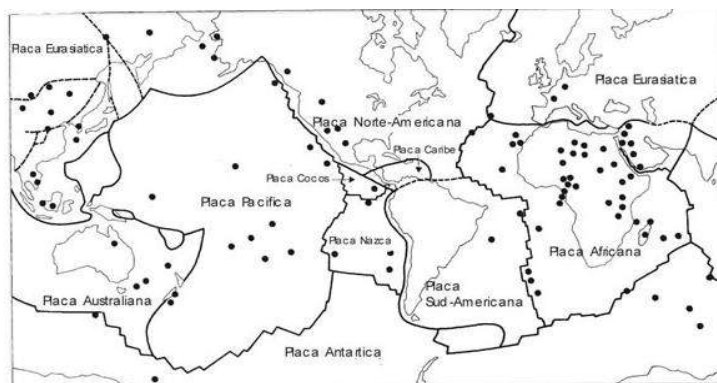 Placa Eurasiatica
Placa Eurasiatica
Placa Norte-Americana
Placa Caribe
Placa Cocos
Placa Pacifica
Placa Nazca
Placa Africana
Placa Australiana
Placa
Sud-Americana
Placa Antartica